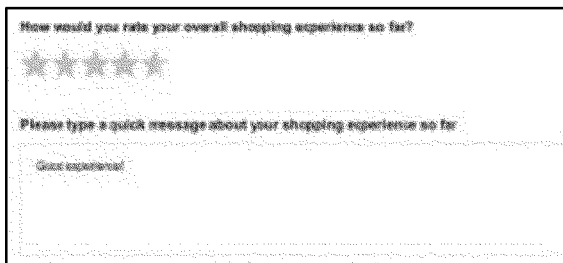 How would you rate your overall shopping experience so far?
Please type a quick message about your shopping experience so far
Great experience!